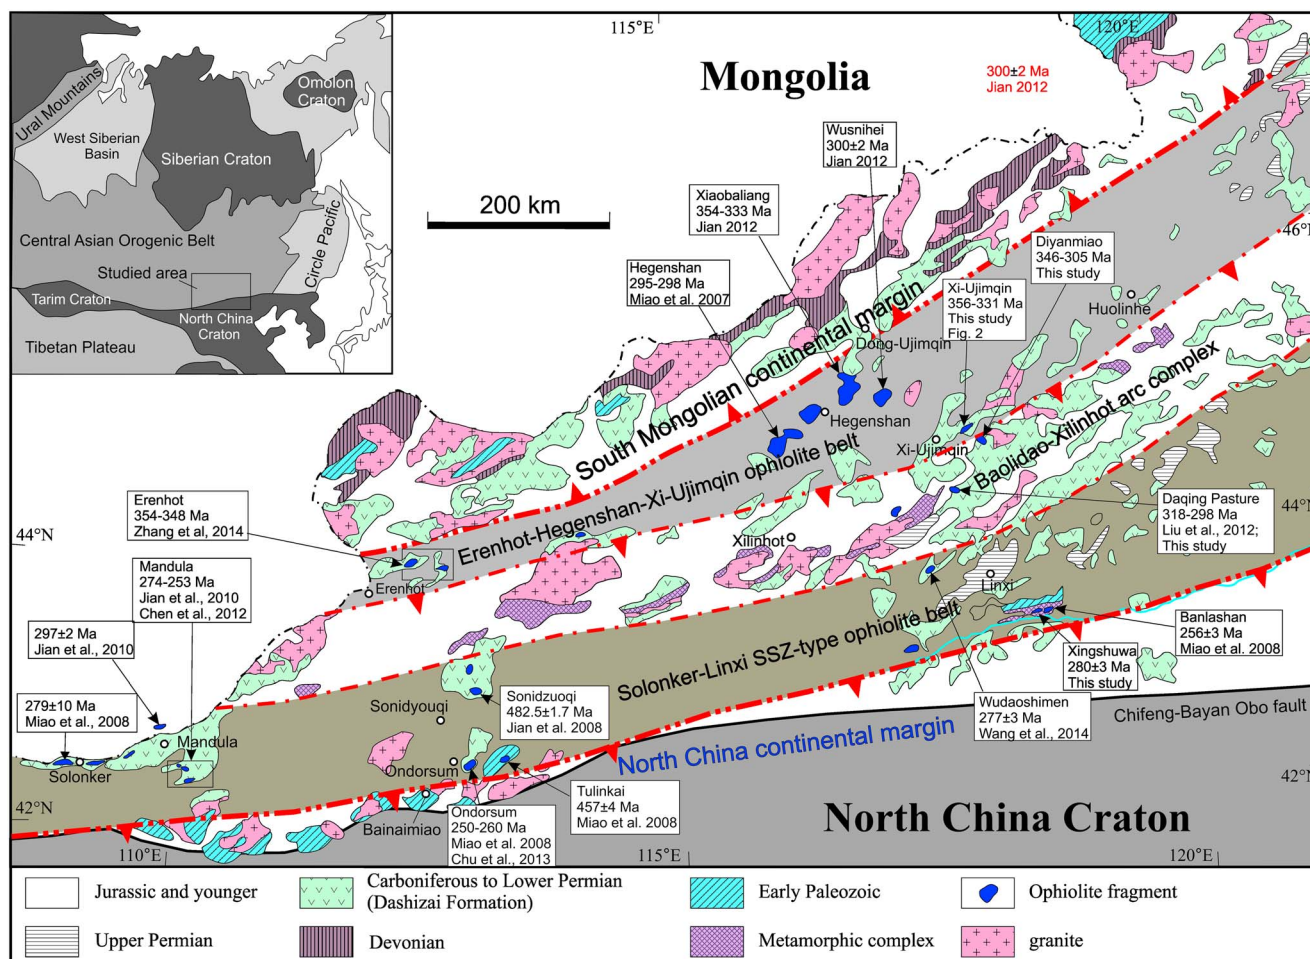 115°E
120°E
Mongolia
300±2 Ma
Jian 2012
Ural Mountains
Omolon
Craton
West Siberian
Basin
Siberian Craton
Central Asian Orogenic Belt
Circle Pacific
Studied area
Tarim Craton
North China
Craton
Tibetan Plateau
200 km
Wusnihei
300±2 Ma
Jian 2012
Xiaobaliang
354-333 Ma
Jian 2012
Hegenshan
295-298 Ma
Miao et al. 2007
Diyanmiao
346-305 Ma
This study
46°N
Xi-Ujimqin
356-331 Ma
This study
Fig. 2
Huolinhe
Dong-Ujimqin
South Mongolian continental margin
Hegenshan
Xi-Ujimqin
Baolidao-Xilinhot arc complex
Erenhot-Hegenshan-Xi-Ujimqin ophiolite belt
Erenhot
354-348 Ma
Zhang et al, 2014
Daqing Pasture
318-298 Ma
Liu et al., 2012;
This study
44°N
44°N
Xilinhot
Erenhot
Linxi
Mandula
274-253 Ma
Jian et al., 2010
Chen et al., 2012
297±2 Ma
Jian et al., 2010
Solonker-Linxi SSZ-type ophiolite belt
Banlashan
256±3 Ma
Miao et al. 2008
Xingshuwa
280±3 Ma
This study
279±10 Ma
Miao et al., 2008
Sonidzuoqi
482.5±1.7 Ma
Jian et al. 2008
Wudaoshimen
277±3 Ma
Wang et al., 2014
Sonidyouqi
Mandula
Solonker
Ondorsum
Chifeng-Bayan Obo fault
North China continental margin
42°N
42°N
Tulinkai
457±4 Ma
Miao et al. 2008
Bainaimiao
Ondorsum
250-260 Ma
Miao et al. 2008
Chu et al., 2013
North China Craton
110°E
115°E
120°E
Jurassic and younger
Carboniferous to Lower Permian
(Dashizai Formation)
Early Paleozoic
Ophiolite fragment
Upper Permian
Devonian
Metamorphic complex
granite